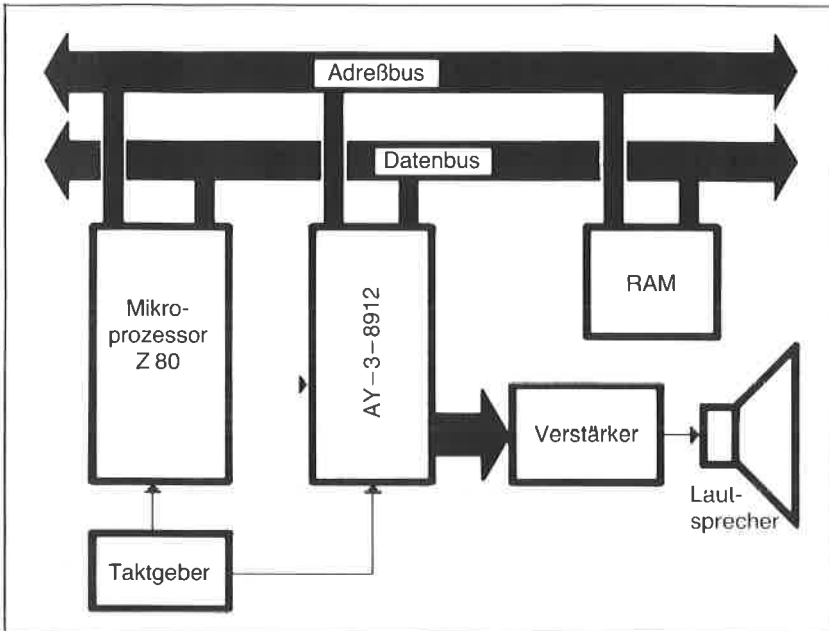 Adreßbus
Datenbus
Mikro-
prozessor
Z 80
AY-3-8912
RAM
Verstärker
Laut-
sprecher
Taktgeber